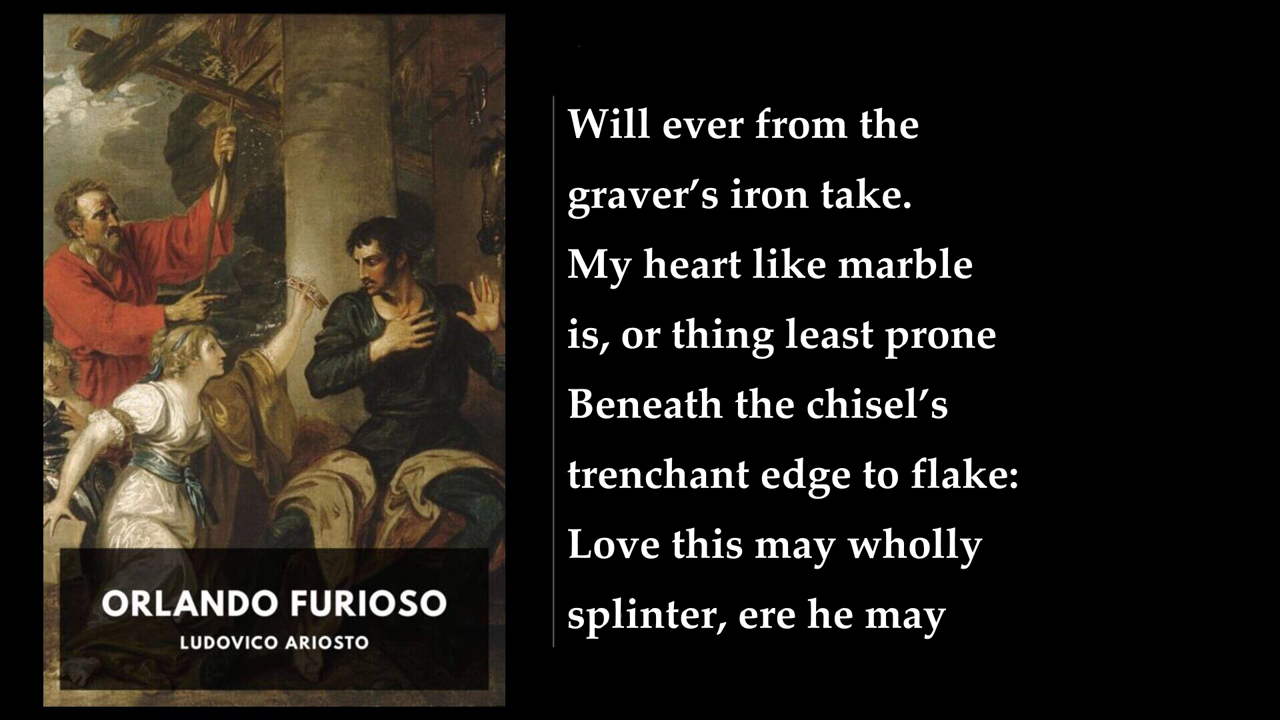 ORLANDO FURIOSO
LUDOVICO ARIOSTO
Will ever from the
graver’s iron take.
My heart like marble
is, or thing least prone
Beneath the chisel’s
trenchant edge to flake:
Love this may wholly
splinter, ere he may